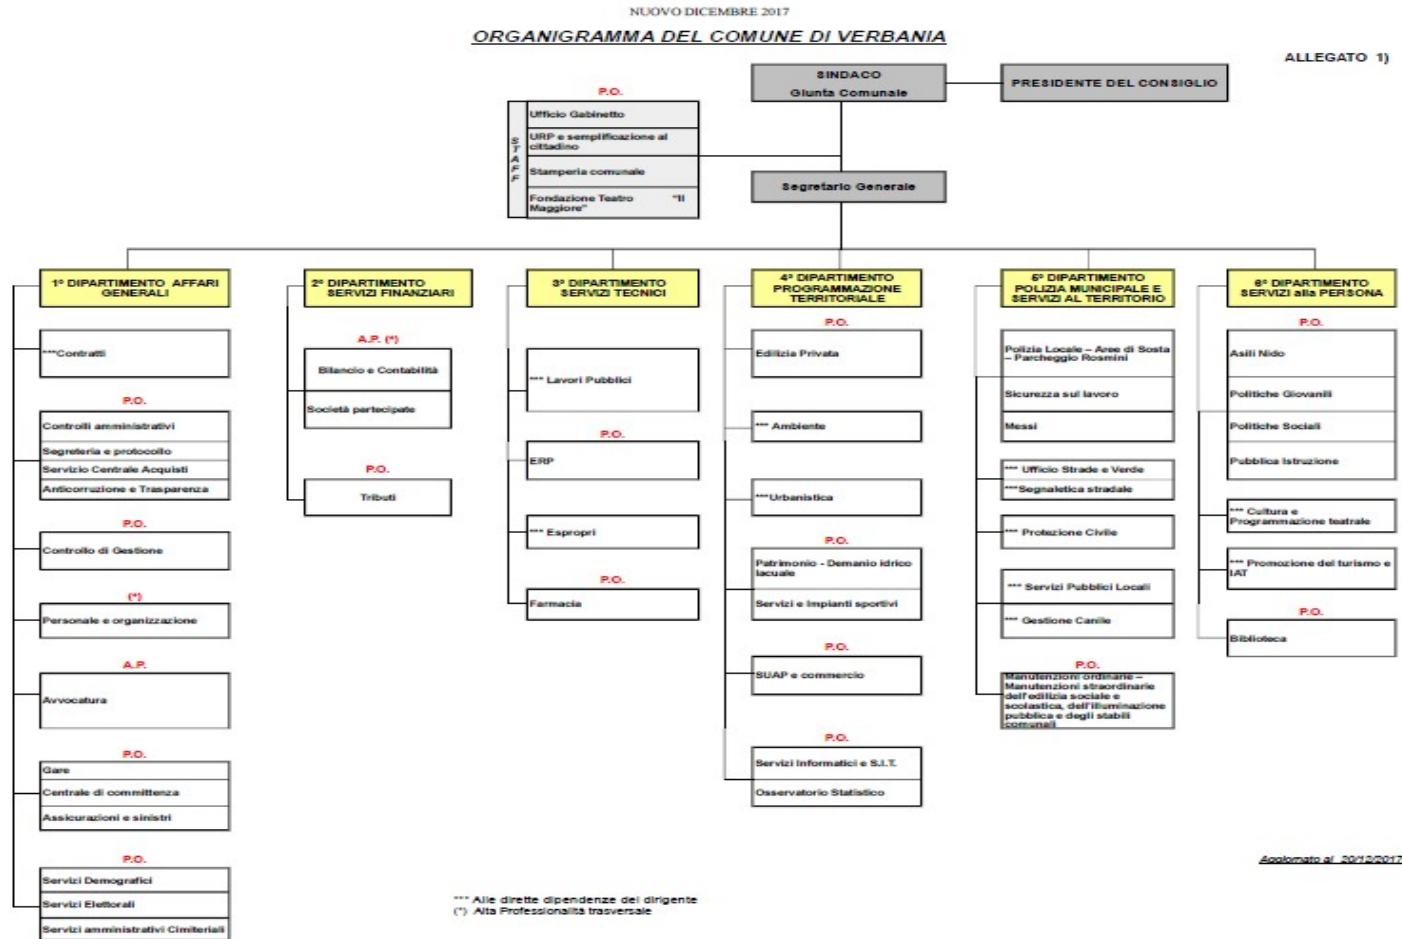 NUOVO DICEMBRE 2017
ORGANIGRAMMA DEL COMUNE DI VERBANIA
ALLEGATO 1)
SINDACO
Giunta Comunale
PRESIDENTE DEL CONSIGLIO
P.O.
STAFF
Ufficio Gabinetto
URP e semplificazione al
cittadino
Stamperia comunale
Fondazione Teatro "Il
Maggiore"
Segretario Generale
1° DIPARTIMENTO AFFARI
GENERALI
***Contratti
P.O.
Controlli amministrativi
Segreteria e protocollo
Servizio Centrale Acquisti
Anticorruzione e Trasparenza
P.O.
Controllo di Gestione
(*)
Personale e organizzazione
A.P.
Avvocatura
P.O.
Gare
Centrale di committenza
Assicurazioni e sinistri
P.O.
Servizi Demografici
Servizi Elettorali
Servizi amministrativi Cimiteriali
2° DIPARTIMENTO
SERVIZI FINANZIARI
A.P. (*)
Bilancio e Contabilità
Società partecipate
P.O.
Tributi
3° DIPARTIMENTO
SERVIZI TECNICI
*** Lavori Pubblici
P.O.
ERP
*** Espropri
P.O.
Farmacia
4° DIPARTIMENTO
PROGRAMMAZIONE
TERRITORIALE
P.O.
Edilizia Privata
*** Ambiente
***Urbanistica
P.O.
Patrimonio - Demanio idrico
lacuale
Servizi e Impianti sportivi
P.O.
SUAP e commercio
P.O.
Servizi Informatici e S.I.T.
Osservatorio Statistico
5° DIPARTIMENTO
POLIZIA MUNICIPALE E
SERVIZI AL TERRITORIO
Polizia Locale – Aree di Sosta
– Parcheggio Rosmini
Sicurezza sul lavoro
Messi
*** Ufficio Strade e Verde
***Segnaletica stradale
*** Protezione Civile
*** Servizi Pubblici Locali
*** Gestione Canile
P.O.
Manutenzioni ordinarie –
Manutenzioni straordinarie
dell'edilizia sociale e
scolastica, dell'illuminazione
pubblica e degli stabili
comunali
6° DIPARTIMENTO
SERVIZI alla PERSONA
P.O.
Asili Nido
Politiche Giovanili
Politiche Sociali
Pubblica Istruzione
*** Cultura e
Programmazione teatrale
*** Promozione del turismo e
IAT
P.O.
Biblioteca
Aggiornato al 20/12/2017
*** Alle dirette dipendenze del dirigente
(*) Alta Professionalità trasversale